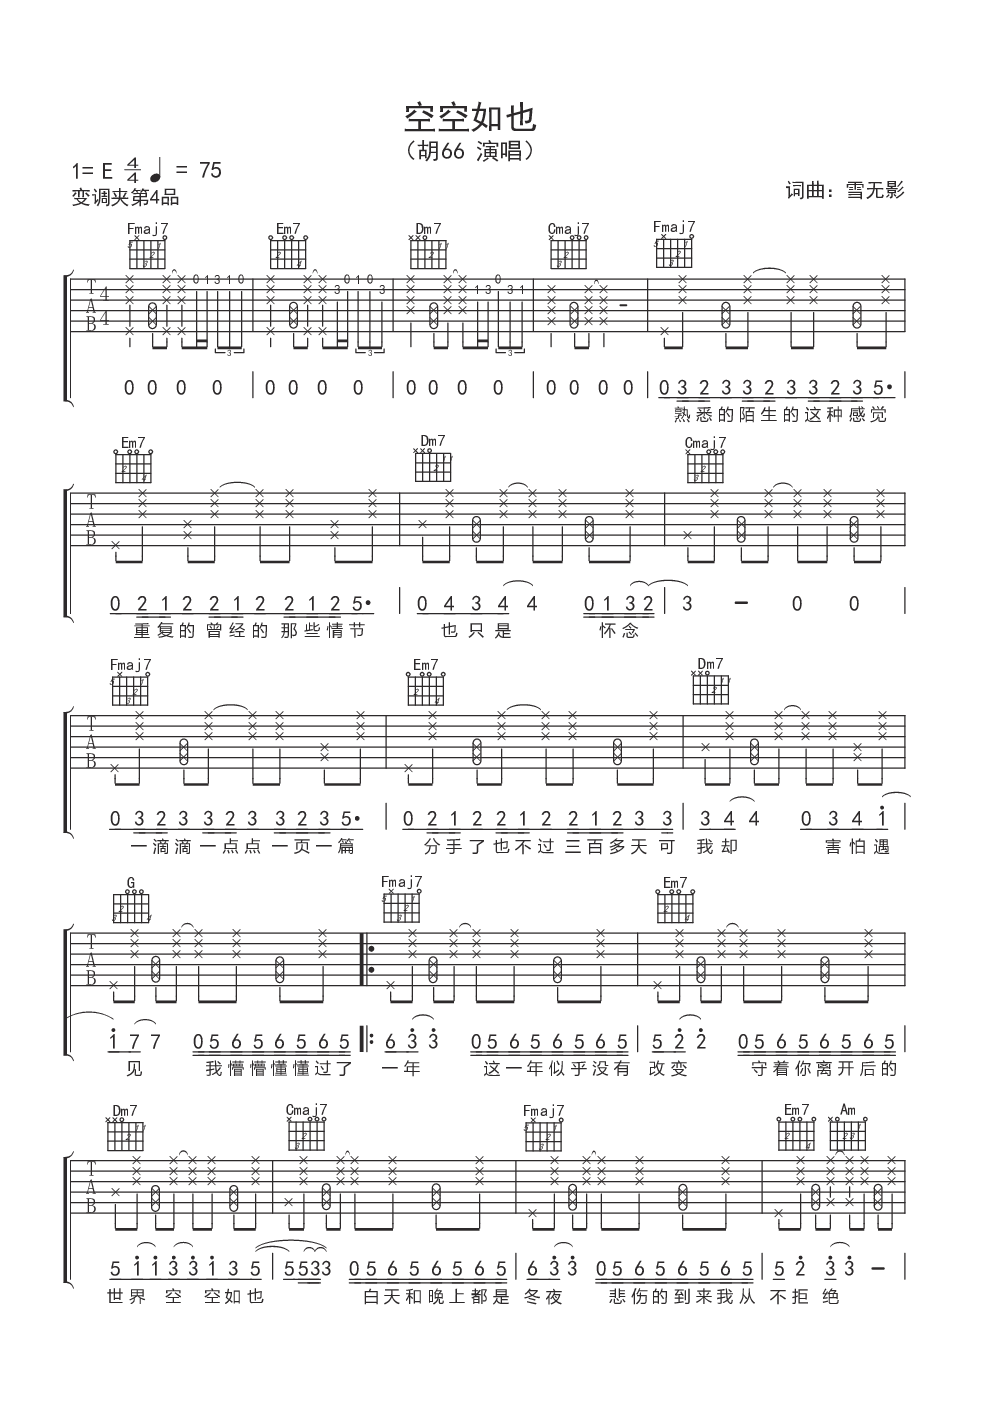 空空如也
（胡66 演唱）
1= E 4/4 ♩ = 75
变调夹第4品
词曲：雪无影
Fmaj7 Em7 Dm7 Cmaj7 Fmaj7
T A B 4 4
0 1 3 1 0 3 0 1 0 3 1 3 0 3 1
3 3 3 3
0 0 0 0 | 0 0 0 0 | 0 0 0 0 | 0 0 0 0 | 0 3 2 3 3 2 3 3 2 3 5·
熟悉的陌生的这种感觉
Em7 Dm7 Cmaj7
T A B
0 2 1 2 2 1 2 2 1 2 5· | 0 4 3 4 4 0 1 3 2 | 3 – 0 0
重复的曾经的那些情节 也只是 怀念
Fmaj7 Em7 Dm7
T A B
0 3 2 3 3 2 3 3 2 3 5· | 0 2 1 2 2 1 2 2 1 2 3 3 | 3 4 4 0 3 4 1
一滴滴一点点一页一篇 分手了也不过三百多天可 我却 害怕遇
G Fmaj7 Em7
T A B
1 7 7 0 5 6 5 6 5 6 5 6 3 3 0 5 6 5 6 5 6 5 | 5 2 2 0 5 6 5 6 5 6 5
见 我懵懵懂懂过了 一年 这一年似乎没有 改变 守着你离开后的
Dm7 Cmaj7 Fmaj7 Em7 Am
T A B
5 1 1 3 3 1 3 5 | 5 5 3 3 0 5 6 5 6 5 6 5 | 6 3 3 0 5 6 5 6 5 6 5 | 5 2 3 3 –
世界 空 空如也 白天和晚上都是 冬夜 悲伤的到来我从 不拒 绝